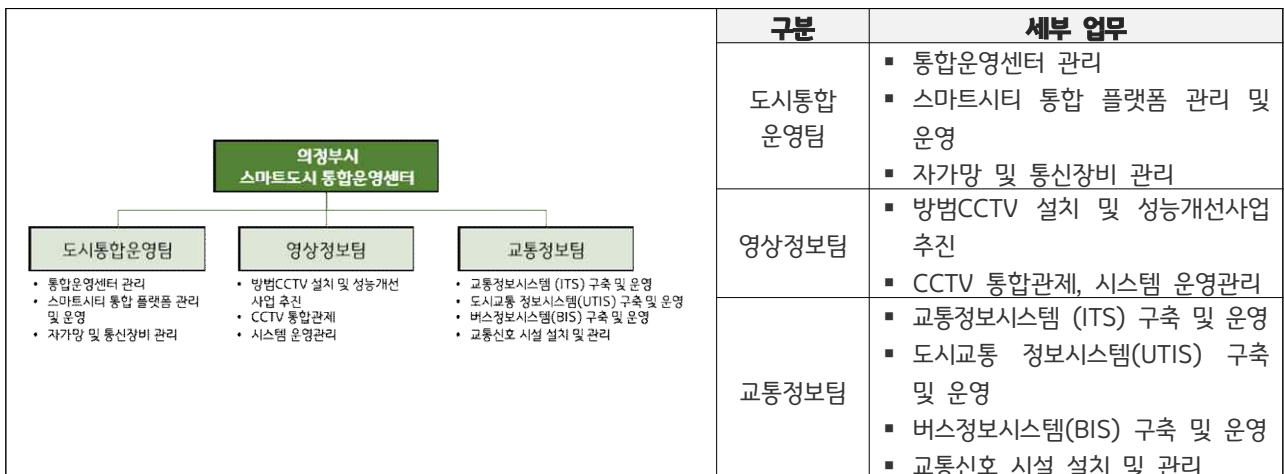 의정부시
스마트도시 통합운영센터
도시통합운영팀
• 통합운영센터 관리
• 스마트시티 통합 플랫폼 관리
및 운영
• 자가망 및 통신장비 관리
영상정보팀
• 방범CCTV 설치 및 성능개선
사업 추진
• CCTV 통합관제
• 시스템 운영관리
교통정보팀
• 교통정보시스템 (ITS) 구축 및 운영
• 도시교통 정보시스템(UTIS) 구축 및 운영
• 버스정보시스템(BIS) 구축 및 운영
• 교통신호 시설 설치 및 관리
구분 세부 업무
도시통합
운영팀
▪ 통합운영센터 관리
▪ 스마트시티 통합 플랫폼 관리 및
운영
▪ 자가망 및 통신장비 관리
영상정보팀
▪ 방범CCTV 설치 및 성능개선사업
추진
▪ CCTV 통합관제, 시스템 운영관리
교통정보팀
▪ 교통정보시스템 (ITS) 구축 및 운영
▪ 도시교통 정보시스템(UTIS) 구축
및 운영
▪ 버스정보시스템(BIS) 구축 및 운영
▪ 교통신호 시설 설치 및 관리